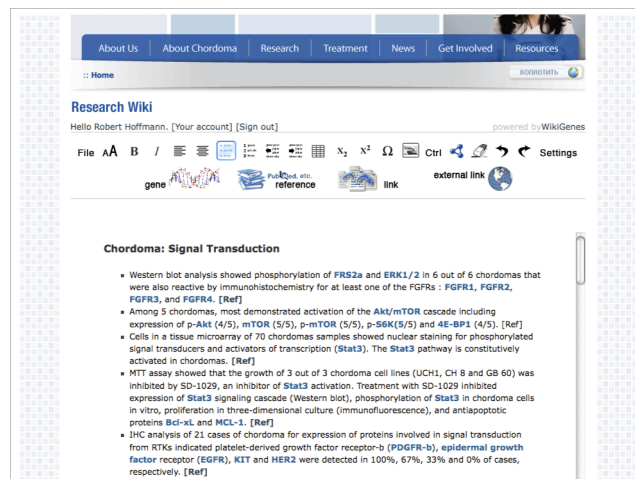 About Us About Chordoma Research Treatment News Get Involved Resources
:: Home
ВОПЛОТИТЬ
Research Wiki
Hello Robert Hoffmann. [Your account] [Sign out] powered by WikiGenes
File AA B I X₂ X² Ω Ctrl Settings
gene PubMed, etc. reference link external link
Chordoma: Signal Transduction
Western blot analysis showed phosphorylation of FRS2a and ERK1/2 in 6 out of 6 chordomas that
were also reactive by immunohistochemistry for at least one of the FGFRs : FGFR1, FGFR2,
FGFR3, and FGFR4. [Ref]
Among 5 chordomas, most demonstrated activation of the Akt/mTOR cascade including
expression of p-Akt (4/5), mTOR (5/5), p-mTOR (5/5), p-S6K(5/5) and 4E-BP1 (4/5). [Ref]
Cells in a tissue microarray of 70 chordomas samples showed nuclear staining for phosphorylated
signal transducers and activators of transcription (Stat3). The Stat3 pathway is constitutively
activated in chordomas. [Ref]
MTT assay showed that the growth of 3 out of 3 chordoma cell lines (UCH1, CH 8 and GB 60) was
inhibited by SD-1029, an inhibitor of Stat3 activation. Treatment with SD-1029 inhibited
expression of Stat3 signaling cascade (Western blot), phosphorylation of Stat3 in chordoma cells
in vitro, proliferation in three-dimensional culture (immunofluorescence), and antiapoptotic
proteins Bcl-xL and MCL-1. [Ref]
IHC analysis of 21 cases of chordoma for expression of proteins involved in signal transduction
from RTKs indicated platelet-derived growth factor receptor-b (PDGFR-b), epidermal growth
factor receptor (EGFR), KIT and HER2 were detected in 100%, 67%, 33% and 0% of cases,
respectively. [Ref]